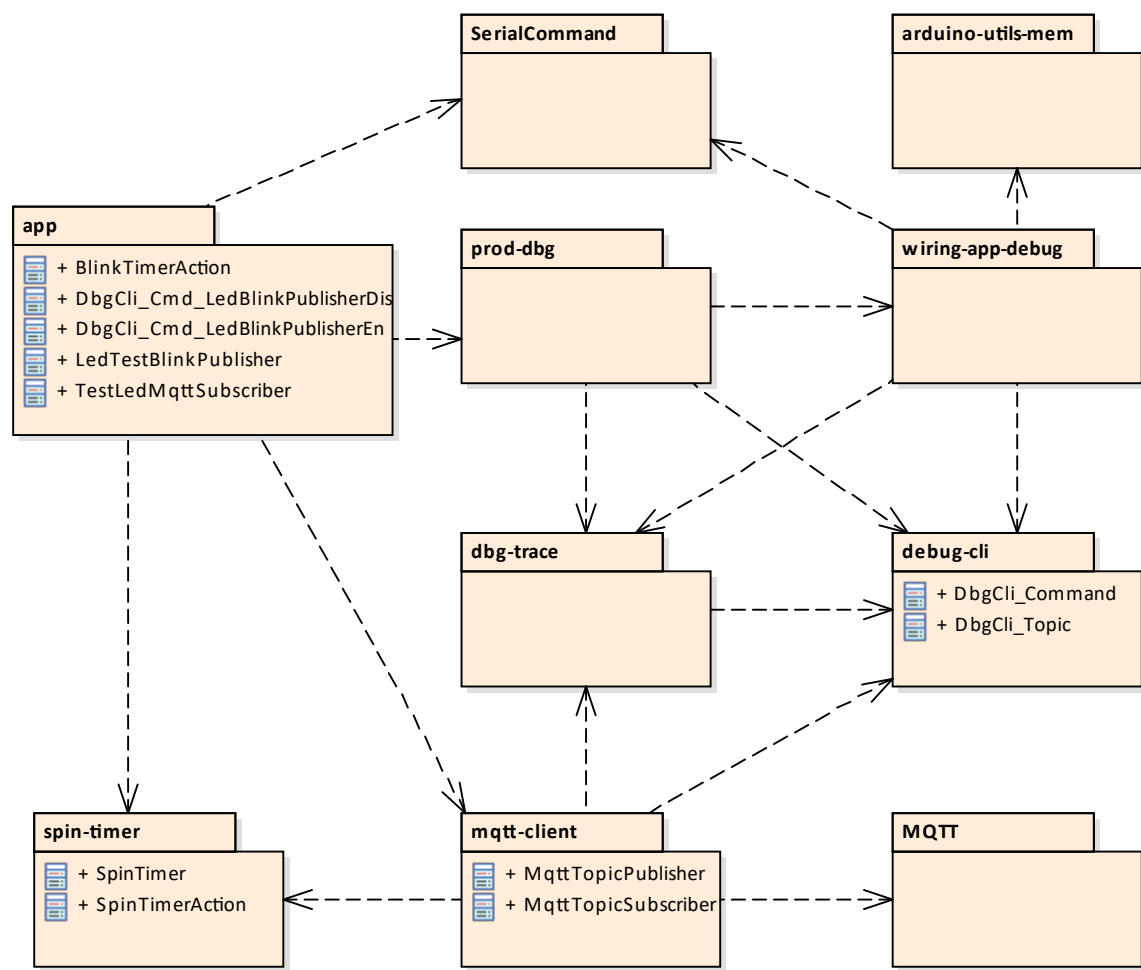 SerialCommand
arduino-utils-mem
app
+ BlinkTimerAction
+ DbgCli_Cmd_LedBlinkPublisherDis
+ DbgCli_Cmd_LedBlinkPublisherEn
+ LedTestBlinkPublisher
+ TestLedMqttSubscriber
prod-dbg
wiring-app-debug
dbg-trace
debug-cli
+ DbgCli_Command
+ DbgCli_Topic
spin-timer
+ SpinTimer
+ SpinTimerAction
mqtt-client
+ MqttTopicPublisher
+ MqttTopicSubscriber
MQTT